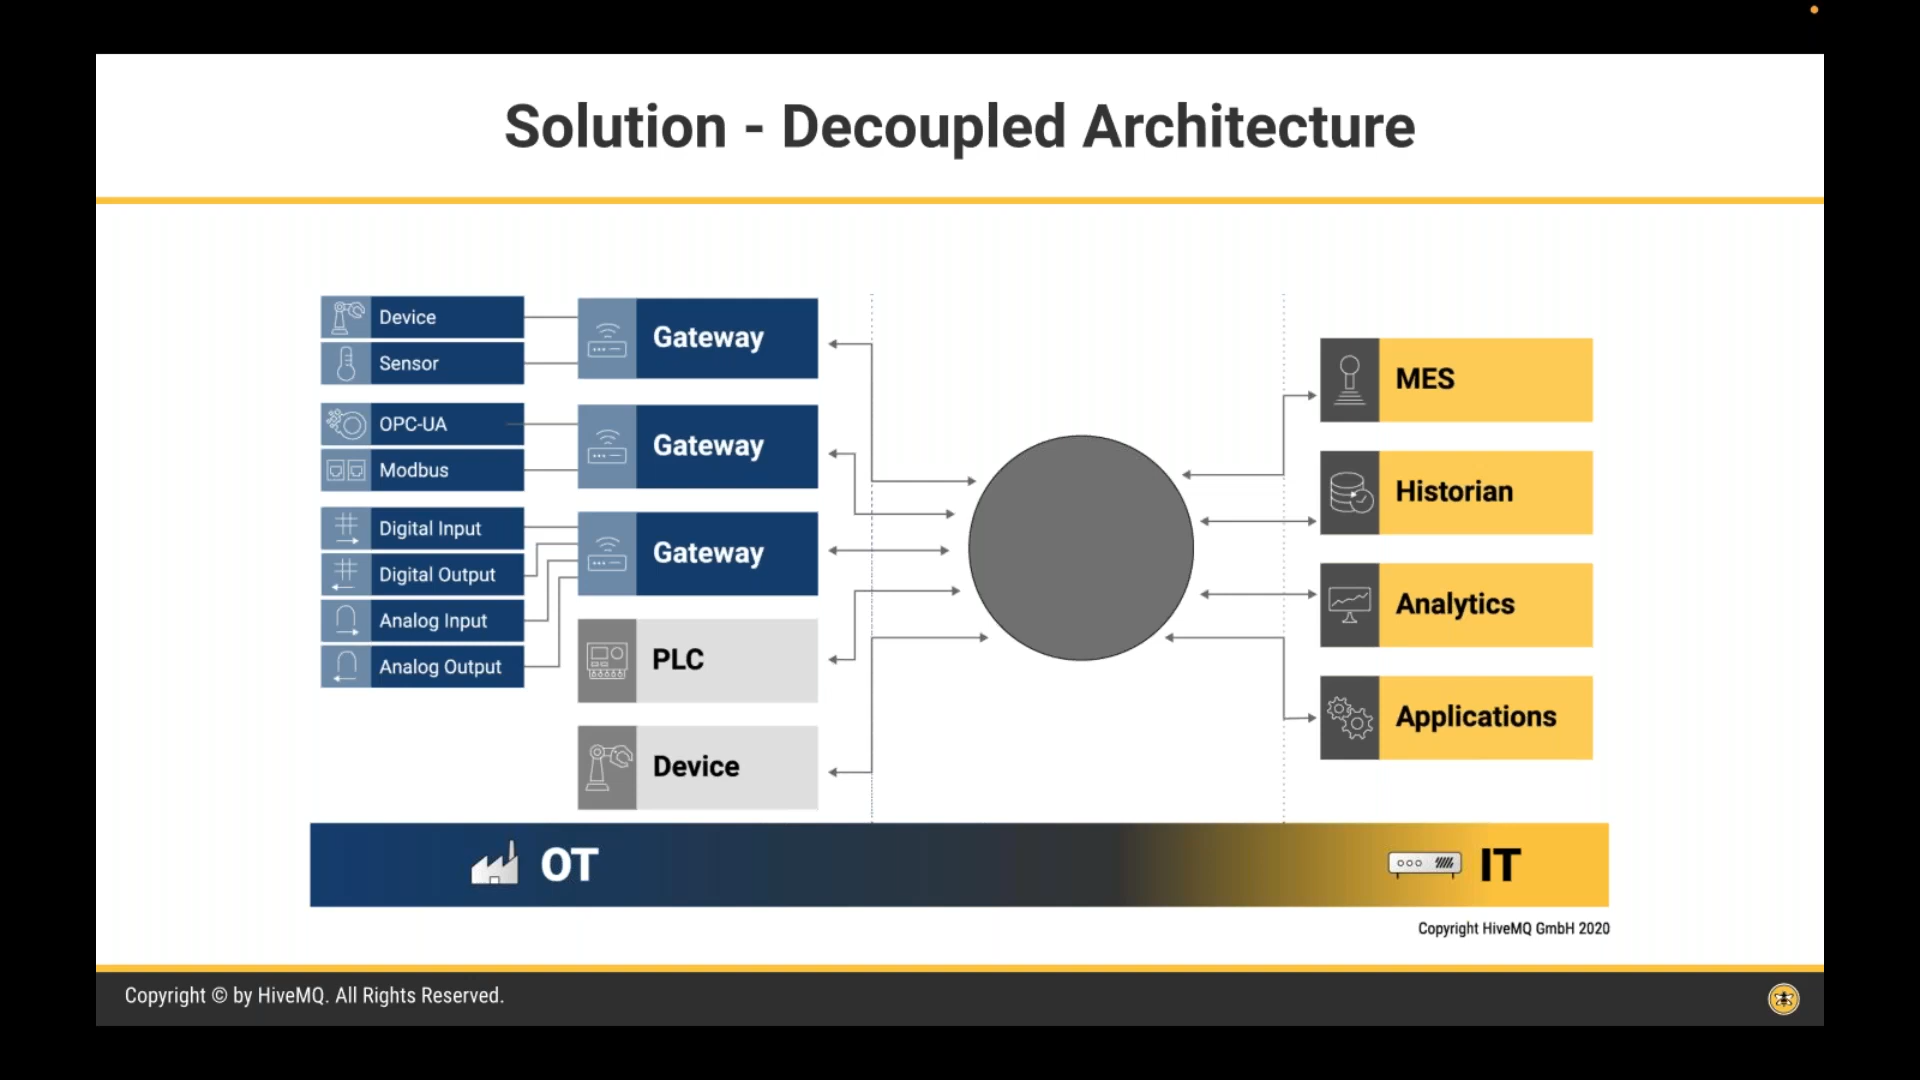 Solution - Decoupled Architecture
Device
Sensor
OPC-UA
Modbus
Digital Input
Digital Output
Analog Input
Analog Output
Gateway
Gateway
Gateway
PLC
Device
MES
Historian
Analytics
Applications
OT
IT
Copyright HiveMQ GmbH 2020
Copyright © by HiveMQ. All Rights Reserved.